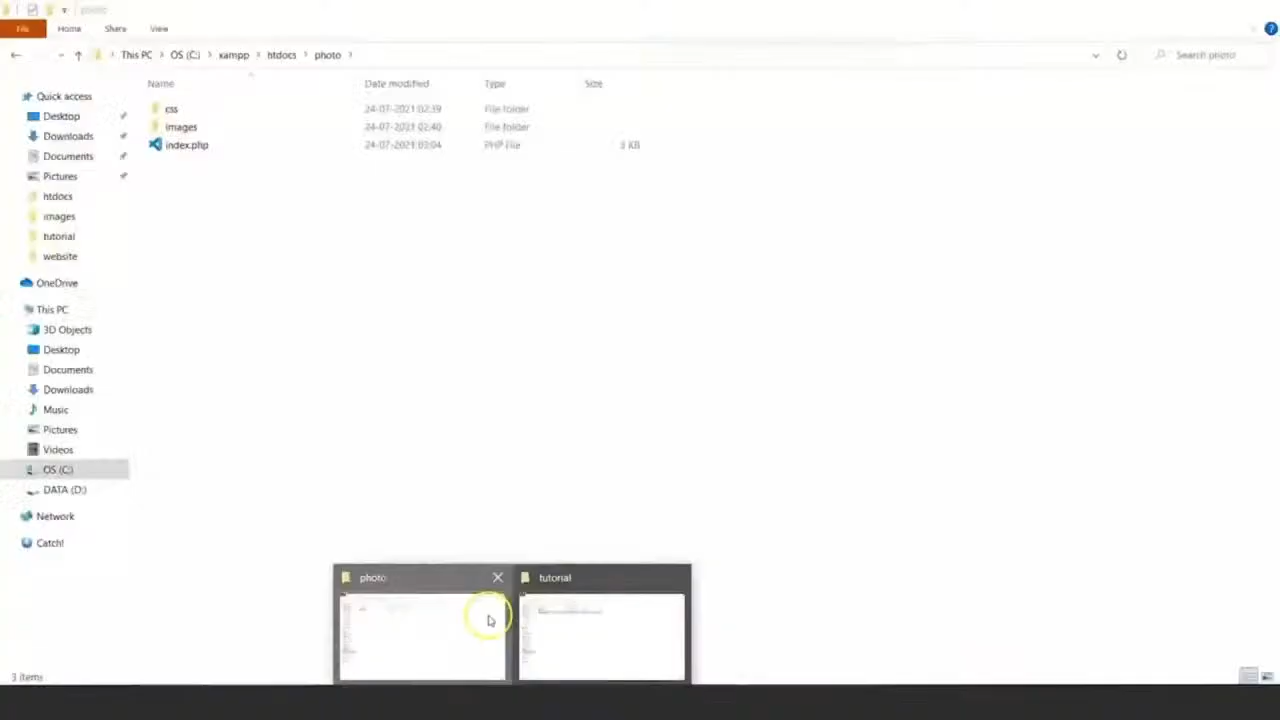 photo
File Home Share View
This PC OS (C:) xampp htdocs photo Search photo
Name Date modified Type Size
css 24-07-2021 02:39 File folder
images 24-07-2021 02:40 File folder
index.php 24-07-2021 03:04 PHP File 3 KB
Quick access
Desktop
Downloads
Documents
Pictures
htdocs
images
tutorial
website
OneDrive
This PC
3D Objects
Desktop
Documents
Downloads
Music
Pictures
Videos
OS (C:)
DATA (D:)
Network
Catch!
photo tutorial
3 items